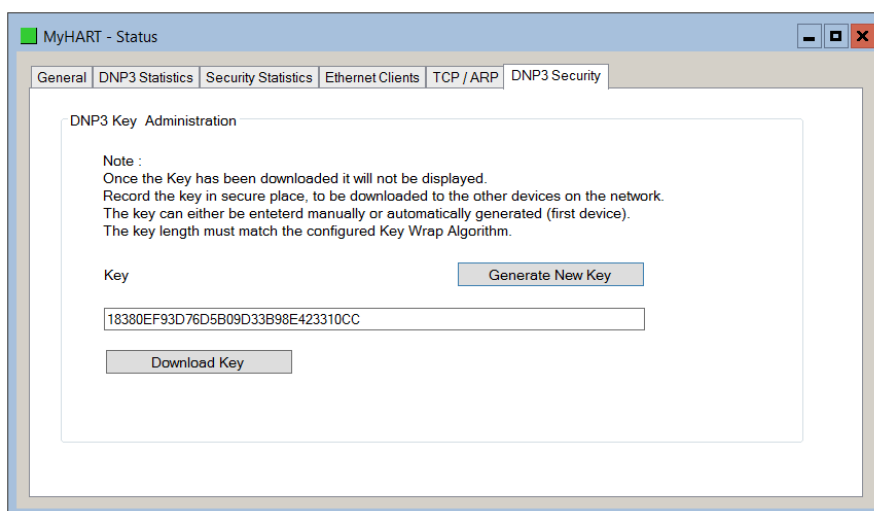 MyHART - Status
General DNP3 Statistics Security Statistics Ethernet Clients TCP / ARP DNP3 Security
DNP3 Key Administration
Note :
Once the Key has been downloaded it will not be displayed.
Record the key in secure place, to be downloaded to the other devices on the network.
The key can either be enteterd manually or automatically generated (first device).
The key length must match the configured Key Wrap Algorithm.
Key Generate New Key
18380EF93D76D5B09D33B98E423310CC
Download Key